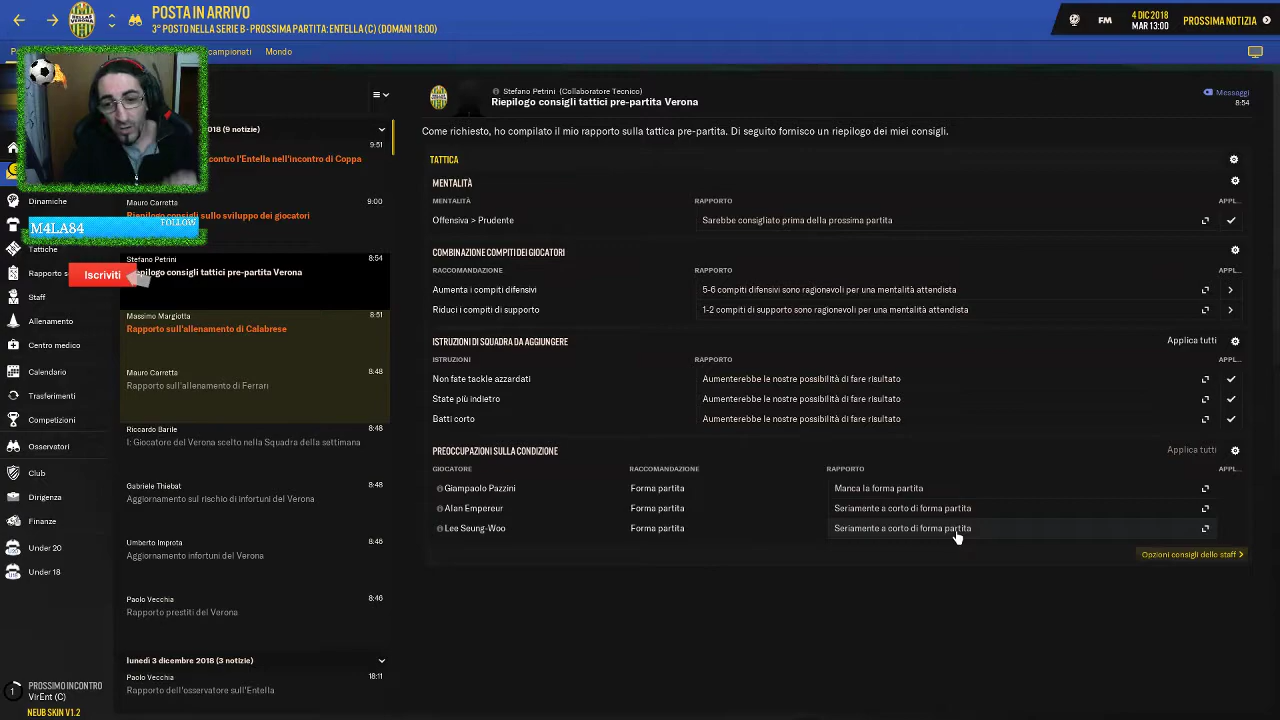 POSTA IN ARRIVO
3° POSTO NELLA SERIE B - PROSSIMA PARTITA: ENTELLA (C) (DOMANI 18:00)
FM
4 DIC 2018
MAR 13:00
PROSSIMA NOTIZIA
campionati
Mondo
2018 (9 notizie)
9:51
contro l'Entella nell'incontro di Coppa
Mauro Carretta
9:00
Riepilogo consigli sullo sviluppo dei giocatori
Stefano Petrini
8:54
Riepilogo consigli tattici pre-partita Verona
Massimo Margiotta
8:51
Rapporto sull'allenamento di Calabrese
Mauro Carretta
8:48
Rapporto sull'allenamento di Ferrari
Riccardo Barile
8:48
I: Giocatore del Verona scelto nella Squadra della settimana
Gabriele Thiebat
8:48
Aggiornamento sul rischio di infortuni del Verona
Umberto Improta
8:46
Aggiornamento infortuni del Verona
Paolo Vecchia
8:46
Rapporto prestiti del Verona
lunedì 3 dicembre 2018 (3 notizie)
Paolo Vecchia
18:11
Rapporto dell'osservatore sull'Entella
M4LA84
FOLLOW
Iscriviti
Dinamiche
Tattiche
Rapporto s
Staff
Allenamento
Centro medico
Calendario
Trasferimenti
Competizioni
Osservatori
Club
Dirigenza
Finanze
Under 20
Under 18
1
PROSSIMO INCONTRO
VirEnt (C)
NEUB SKIN V1.2
Stefano Petrini (Collaboratore Tecnico)
Riepilogo consigli tattici pre-partita Verona
Messaggi
8:54
Come richiesto, ho compilato il mio rapporto sulla tattica pre-partita. Di seguito fornisco un riepilogo dei miei consigli.
TATTICA
MENTALITÀ
MENTALITÀ RAPPORTO APPL...
Offensiva > Prudente Sarebbe consigliato prima della prossima partita
COMBINAZIONE COMPITI DEI GIOCATORI
RACCOMANDAZIONE RAPPORTO APPL...
Aumenta i compiti difensivi 5-6 compiti difensivi sono ragionevoli per una mentalità attendista
Riduci i compiti di supporto 1-2 compiti di supporto sono ragionevoli per una mentalità attendista
ISTRUZIONI DI SQUADRA DA AGGIUNGERE Applica tutti
ISTRUZIONI RAPPORTO APPL...
Non fate tackle azzardati Aumenterebbe le nostre possibilità di fare risultato
State più indietro Aumenterebbe le nostre possibilità di fare risultato
Batti corto Aumenterebbe le nostre possibilità di fare risultato
PREOCCUPAZIONI SULLA CONDIZIONE Applica tutti
GIOCATORE RACCOMANDAZIONE RAPPORTO APPL...
Giampaolo Pazzini Forma partita Manca la forma partita
Alan Empereur Forma partita Seriamente a corto di forma partita
Lee Seung-Woo Forma partita Seriamente a corto di forma partita
Opzioni consigli dello staff